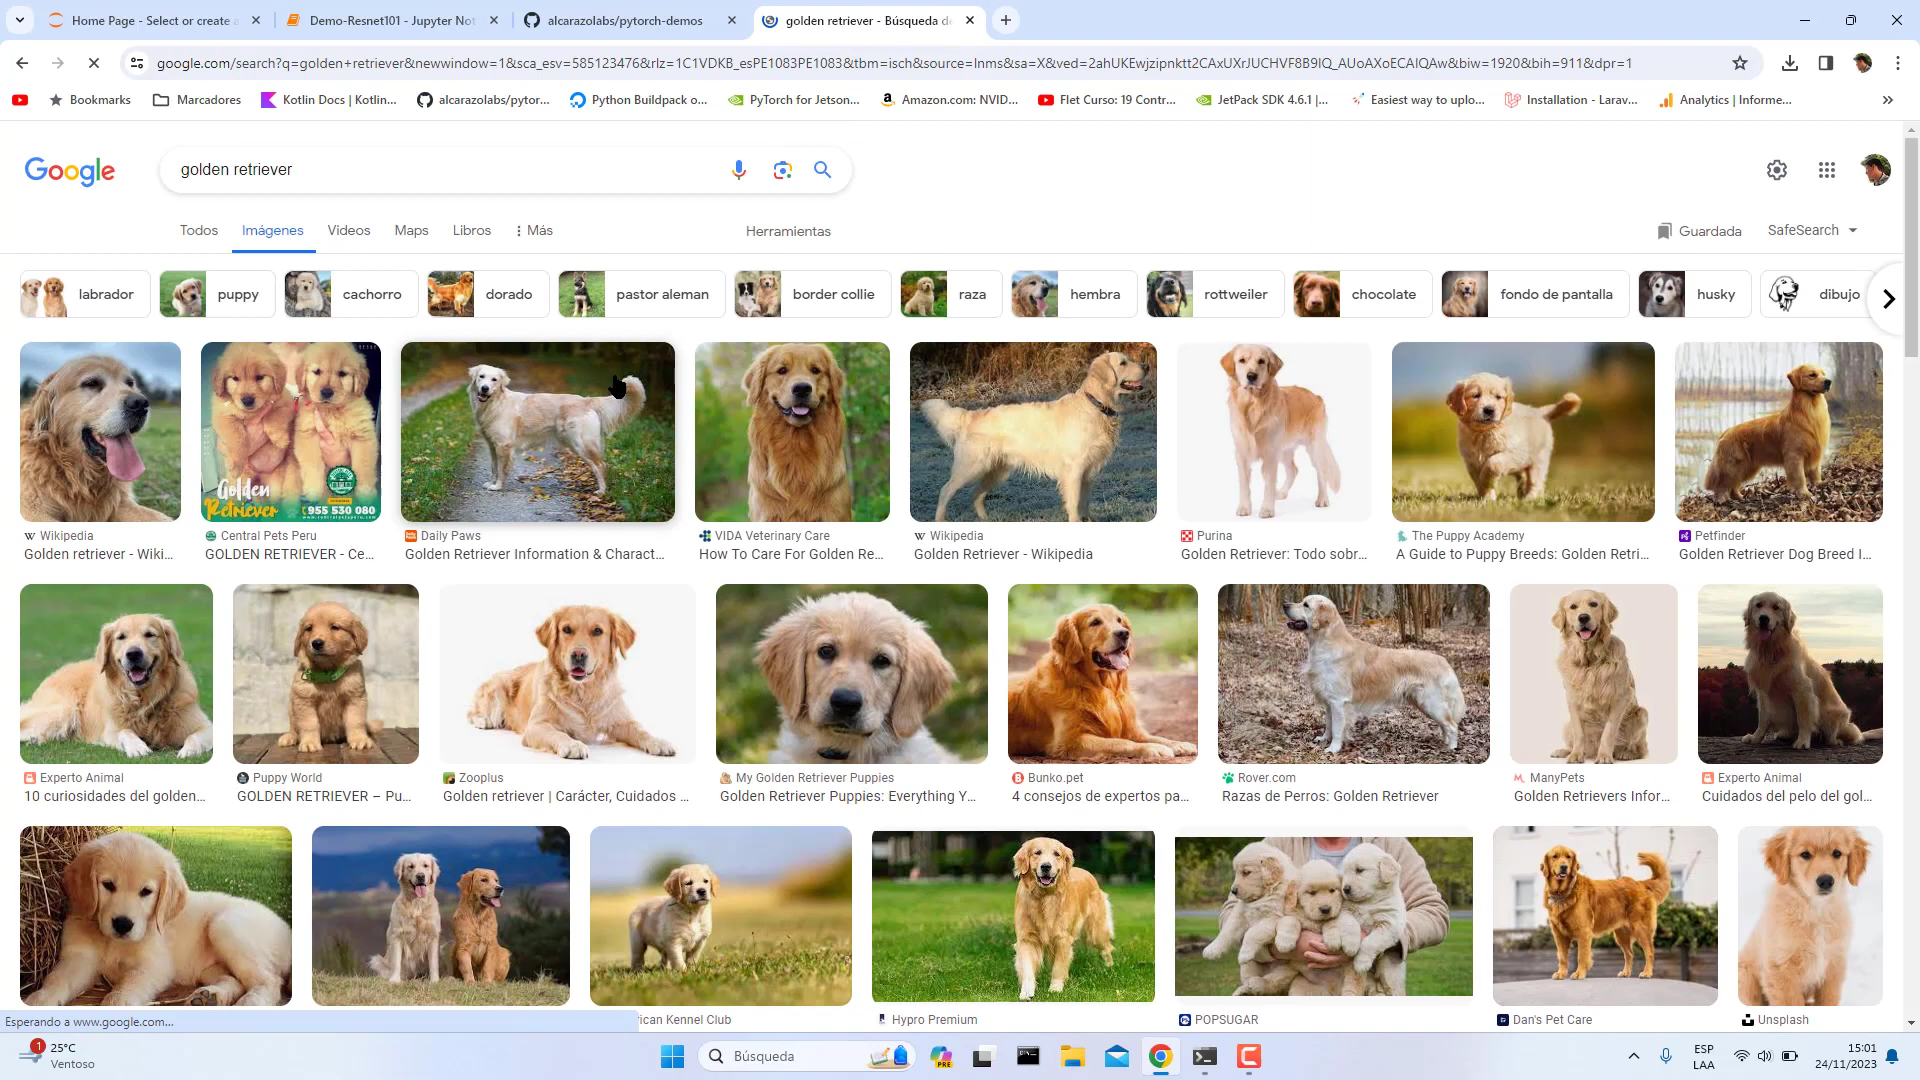 Home Page - Select or create a
Demo-Resnet101 - Jupyter Not
alcarazolabs/pytorch-demos
golden retriever - Búsqueda de
google.com/search?q=golden+retriever&newwindow=1&sca_esv=585123476&rlz=1C1VDKB_esPE1083PE1083&tbm=isch&source=lnms&sa=X&ved=2ahUKEwjzipnktt2CAxUXrJUCHVF8B9IQ_AUoAXoECAIQAw&biw=1920&bih=911&dpr=1
Bookmarks
Marcadores
Kotlin Docs | Kotlin...
alcarazolabs/pytor...
Python Buildpack o...
PyTorch for Jetson...
Amazon.com: NVID...
Flet Curso: 19 Contr...
JetPack SDK 4.6.1 |...
Easiest way to uplo...
Installation - Larav...
Analytics | Informe...
Google
golden retriever
Todos
Imágenes
Videos
Maps
Libros
Más
Herramientas
Guardada
SafeSearch
labrador
puppy
cachorro
dorado
pastor aleman
border collie
raza
hembra
rottweiler
chocolate
fondo de pantalla
husky
dibujo
Golden
Retriever
955 530 080
Wikipedia
Golden retriever - Wiki...
Central Pets Peru
GOLDEN RETRIEVER - Ce...
Daily Paws
Golden Retriever Information & Charact...
VIDA Veterinary Care
How To Care For Golden Re...
Wikipedia
Golden Retriever - Wikipedia
Purina
Golden Retriever: Todo sobr...
The Puppy Academy
A Guide to Puppy Breeds: Golden Retri...
Petfinder
Golden Retriever Dog Breed I...
Experto Animal
10 curiosidades del golden...
Puppy World
GOLDEN RETRIEVER – Pu...
Zooplus
Golden retriever | Carácter, Cuidados ...
My Golden Retriever Puppies
Golden Retriever Puppies: Everything Y...
Bunko.pet
4 consejos de expertos pa...
Rover.com
Razas de Perros: Golden Retriever
ManyPets
Golden Retrievers Infor...
Experto Animal
Cuidados del pelo del gol...
Esperando a www.google.com...
rican Kennel Club
Hypro Premium
POPSUGAR
Dan's Pet Care
Unsplash
1
25°C
Ventoso
Búsqueda
PRE
ESP
LAA
15:01
24/11/2023